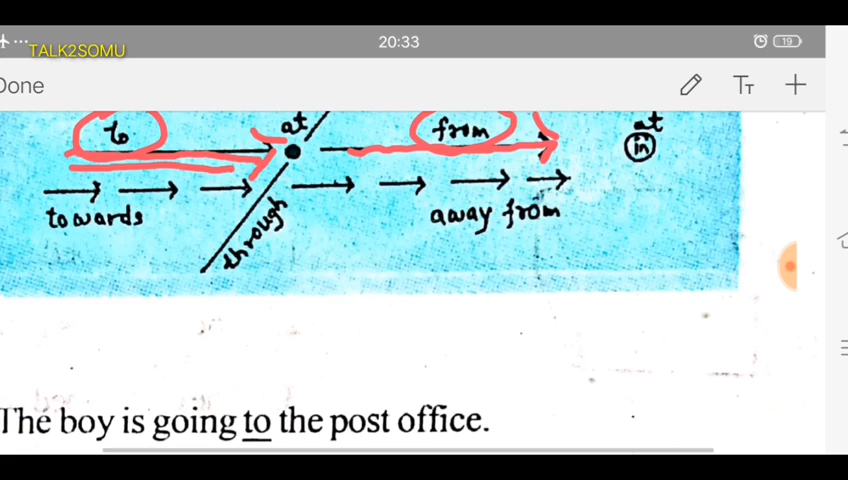 TALK2SOMU
20:33
19
Done
to at from at
in
towards through away from
The boy is going to the post office.